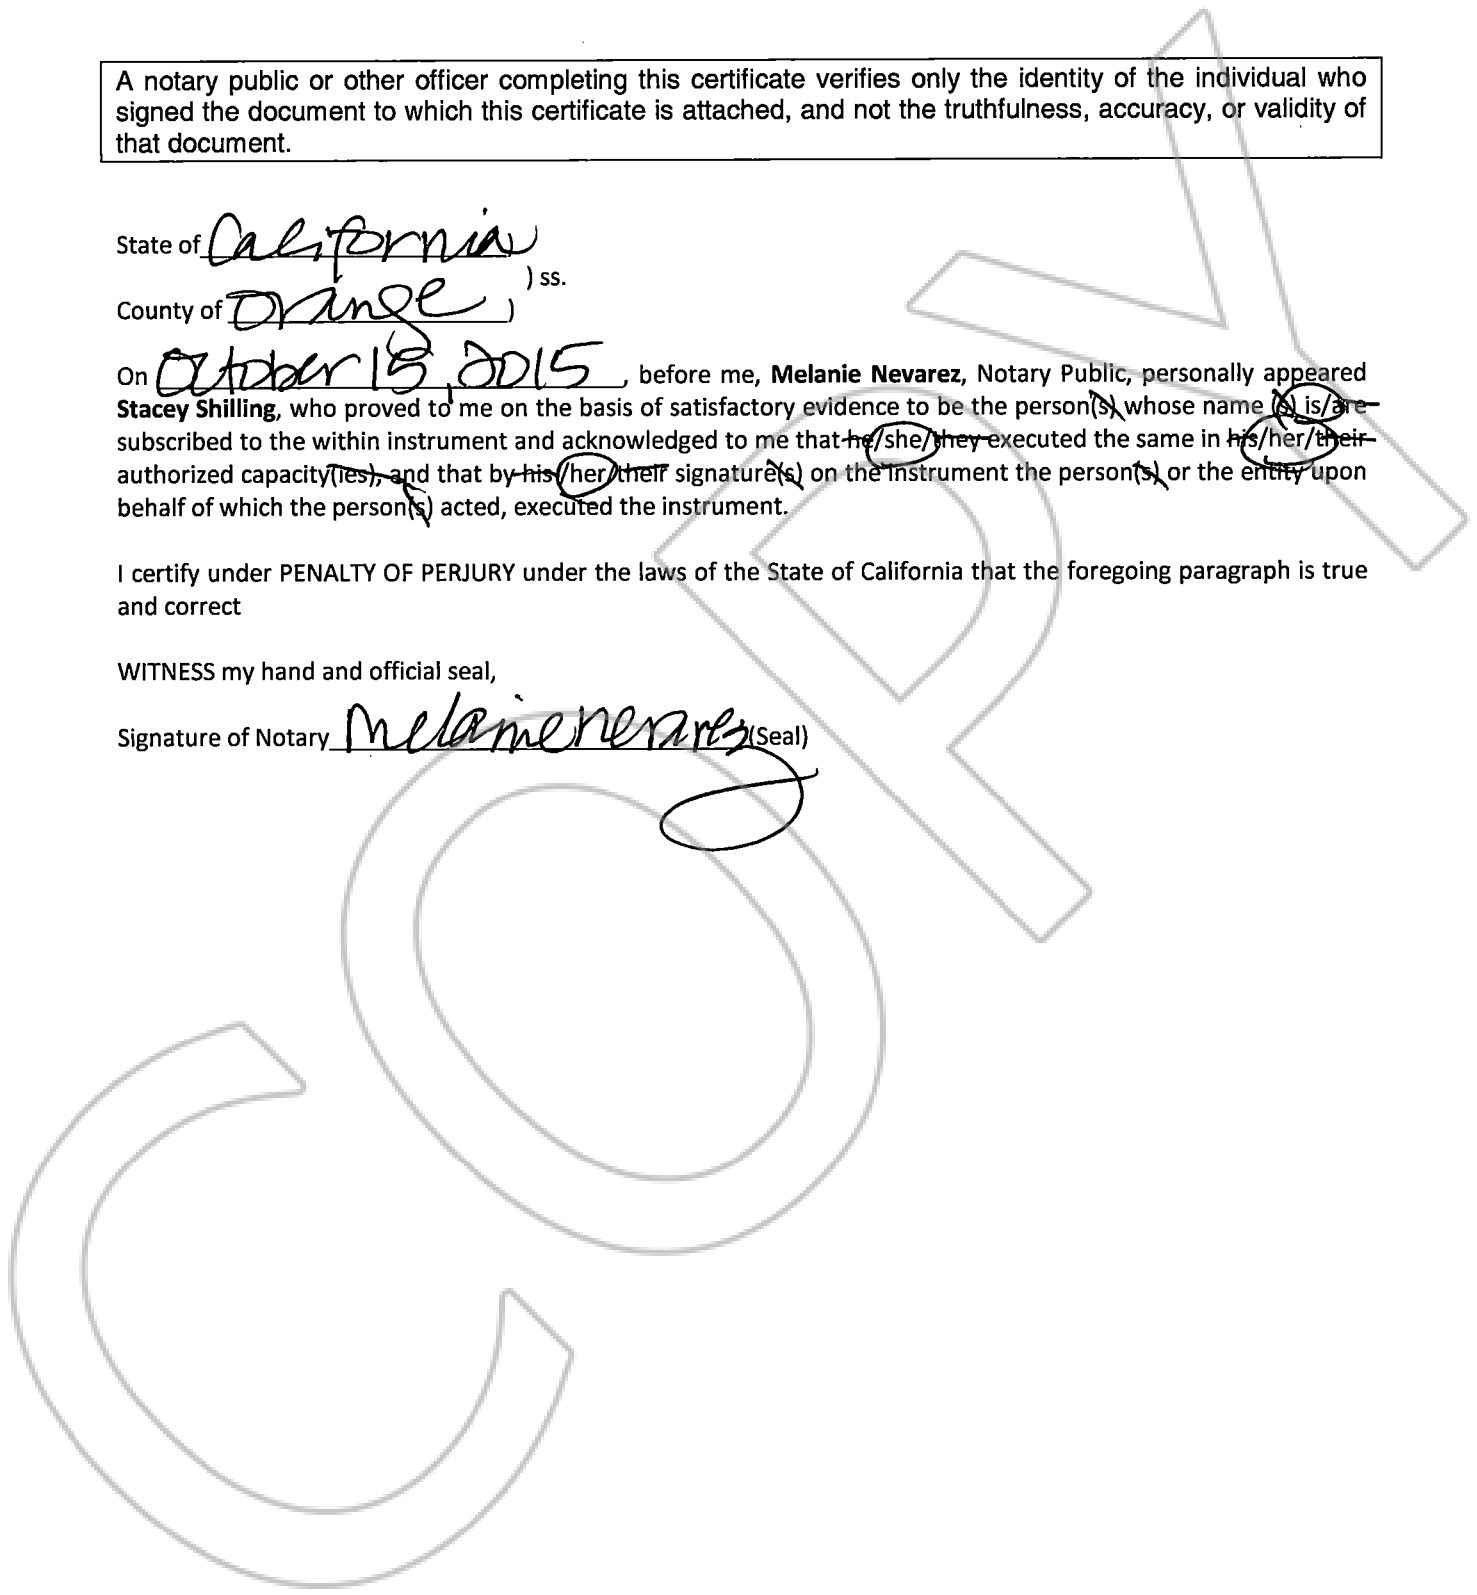 A notary public or other officer completing this certificate verifies only the identity of the individual who
signed the document to which this certificate is attached, and not the truthfulness, accuracy, or validity of
that document.
State of California
) ss.
County of Orange )
On October 15, 2015, before me, Melanie Nevarez, Notary Public, personally appeared
Stacey Shilling, who proved to me on the basis of satisfactory evidence to be the person(s) whose name (s) is/are
subscribed to the within instrument and acknowledged to me that he/she/they executed the same in his/her/their
authorized capacity(ies), and that by his/her/their signature(s) on the instrument the person(s) or the entity upon
behalf of which the person(s) acted, executed the instrument.
I certify under PENALTY OF PERJURY under the laws of the State of California that the foregoing paragraph is true
and correct
WITNESS my hand and official seal,
Signature of Notary Melanie Nevarez (Seal)
COPY